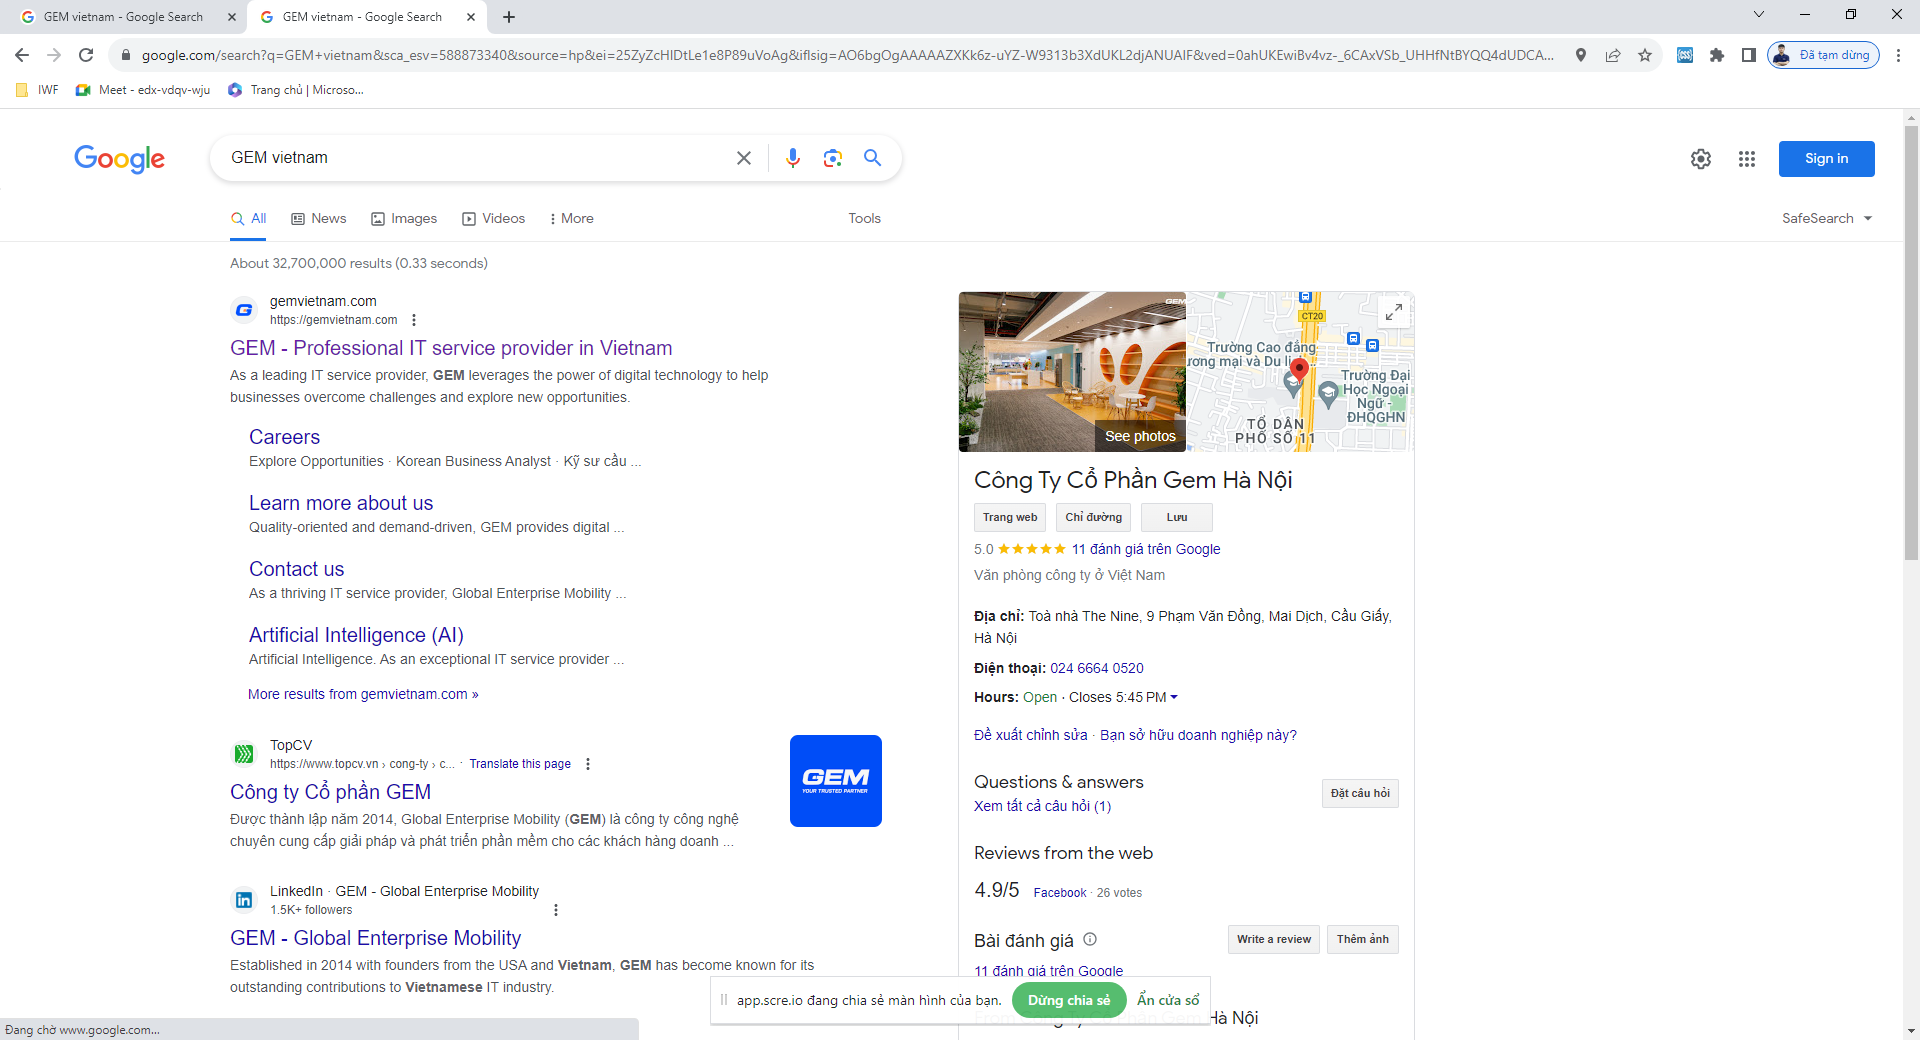 GEM vietnam - Google Search
GEM vietnam - Google Search
google.com/search?q=GEM+vietnam&sca_esv=588873340&source=hp&ei=25ZyZcHIDtLe1e8P89uVoAg&iflsig=AO6bgOgAAAAAZXKk6z-uYZ-W9313b3XdUKL2djANUAIF&ved=0ahUKEwiBv4vz-_6CAxVSb_UHHfNtBYQQ4dUDCA...
Đã tạm dừng
IWF
Meet - edx-vdqv-wju
Trang chủ | Microso...
Google
GEM vietnam
Sign in
All
News
Images
Videos
More
Tools
SafeSearch
About 32,700,000 results (0.33 seconds)
gemvietnam.com
https://gemvietnam.com
GEM - Professional IT service provider in Vietnam
As a leading IT service provider, GEM leverages the power of digital technology to help
businesses overcome challenges and explore new opportunities.
Careers
Explore Opportunities · Korean Business Analyst · Kỹ sư cầu ...
Learn more about us
Quality-oriented and demand-driven, GEM provides digital ...
Contact us
As a thriving IT service provider, Global Enterprise Mobility ...
Artificial Intelligence (AI)
Artificial Intelligence. As an exceptional IT service provider ...
More results from gemvietnam.com »
TopCV
https://www.topcv.vn › cong-ty › c... · Translate this page
Công ty Cổ phần GEM
Được thành lập năm 2014, Global Enterprise Mobility (GEM) là công ty công nghệ
chuyên cung cấp giải pháp và phát triển phần mềm cho các khách hàng doanh ...
GEM
YOUR TRUSTED PARTNER
LinkedIn · GEM - Global Enterprise Mobility
1.5K+ followers
GEM - Global Enterprise Mobility
Established in 2014 with founders from the USA and Vietnam, GEM has become known for its
outstanding contributions to Vietnamese IT industry.
GEM
See photos
CT20
Trường Cao đẳng
ương mại và Du lị...
Trường Đại
Học Ngoại
Ngữ -
ĐHQGHN
TỔ DÂN
PHỐ SỐ 11
Công Ty Cổ Phần Gem Hà Nội
Trang web
Chỉ đường
Lưu
5.0
11 đánh giá trên Google
Văn phòng công ty ở Việt Nam
Địa chỉ: Toà nhà The Nine, 9 Phạm Văn Đồng, Mai Dịch, Cầu Giấy,
Hà Nội
Điện thoại: 024 6664 0520
Hours: Open · Closes 5:45 PM
Đề xuất chỉnh sửa · Bạn sở hữu doanh nghiệp này?
Questions & answers
Xem tất cả câu hỏi (1)
Đặt câu hỏi
Reviews from the web
4.9/5 Facebook · 26 votes
Bài đánh giá
Write a review
Thêm ảnh
11 đánh giá trên Google
From Công Ty Cổ Phần Gem Hà Nội
app.scre.io đang chia sẻ màn hình của bạn.
Dừng chia sẻ
Ẩn cửa sổ
Đang chờ www.google.com...